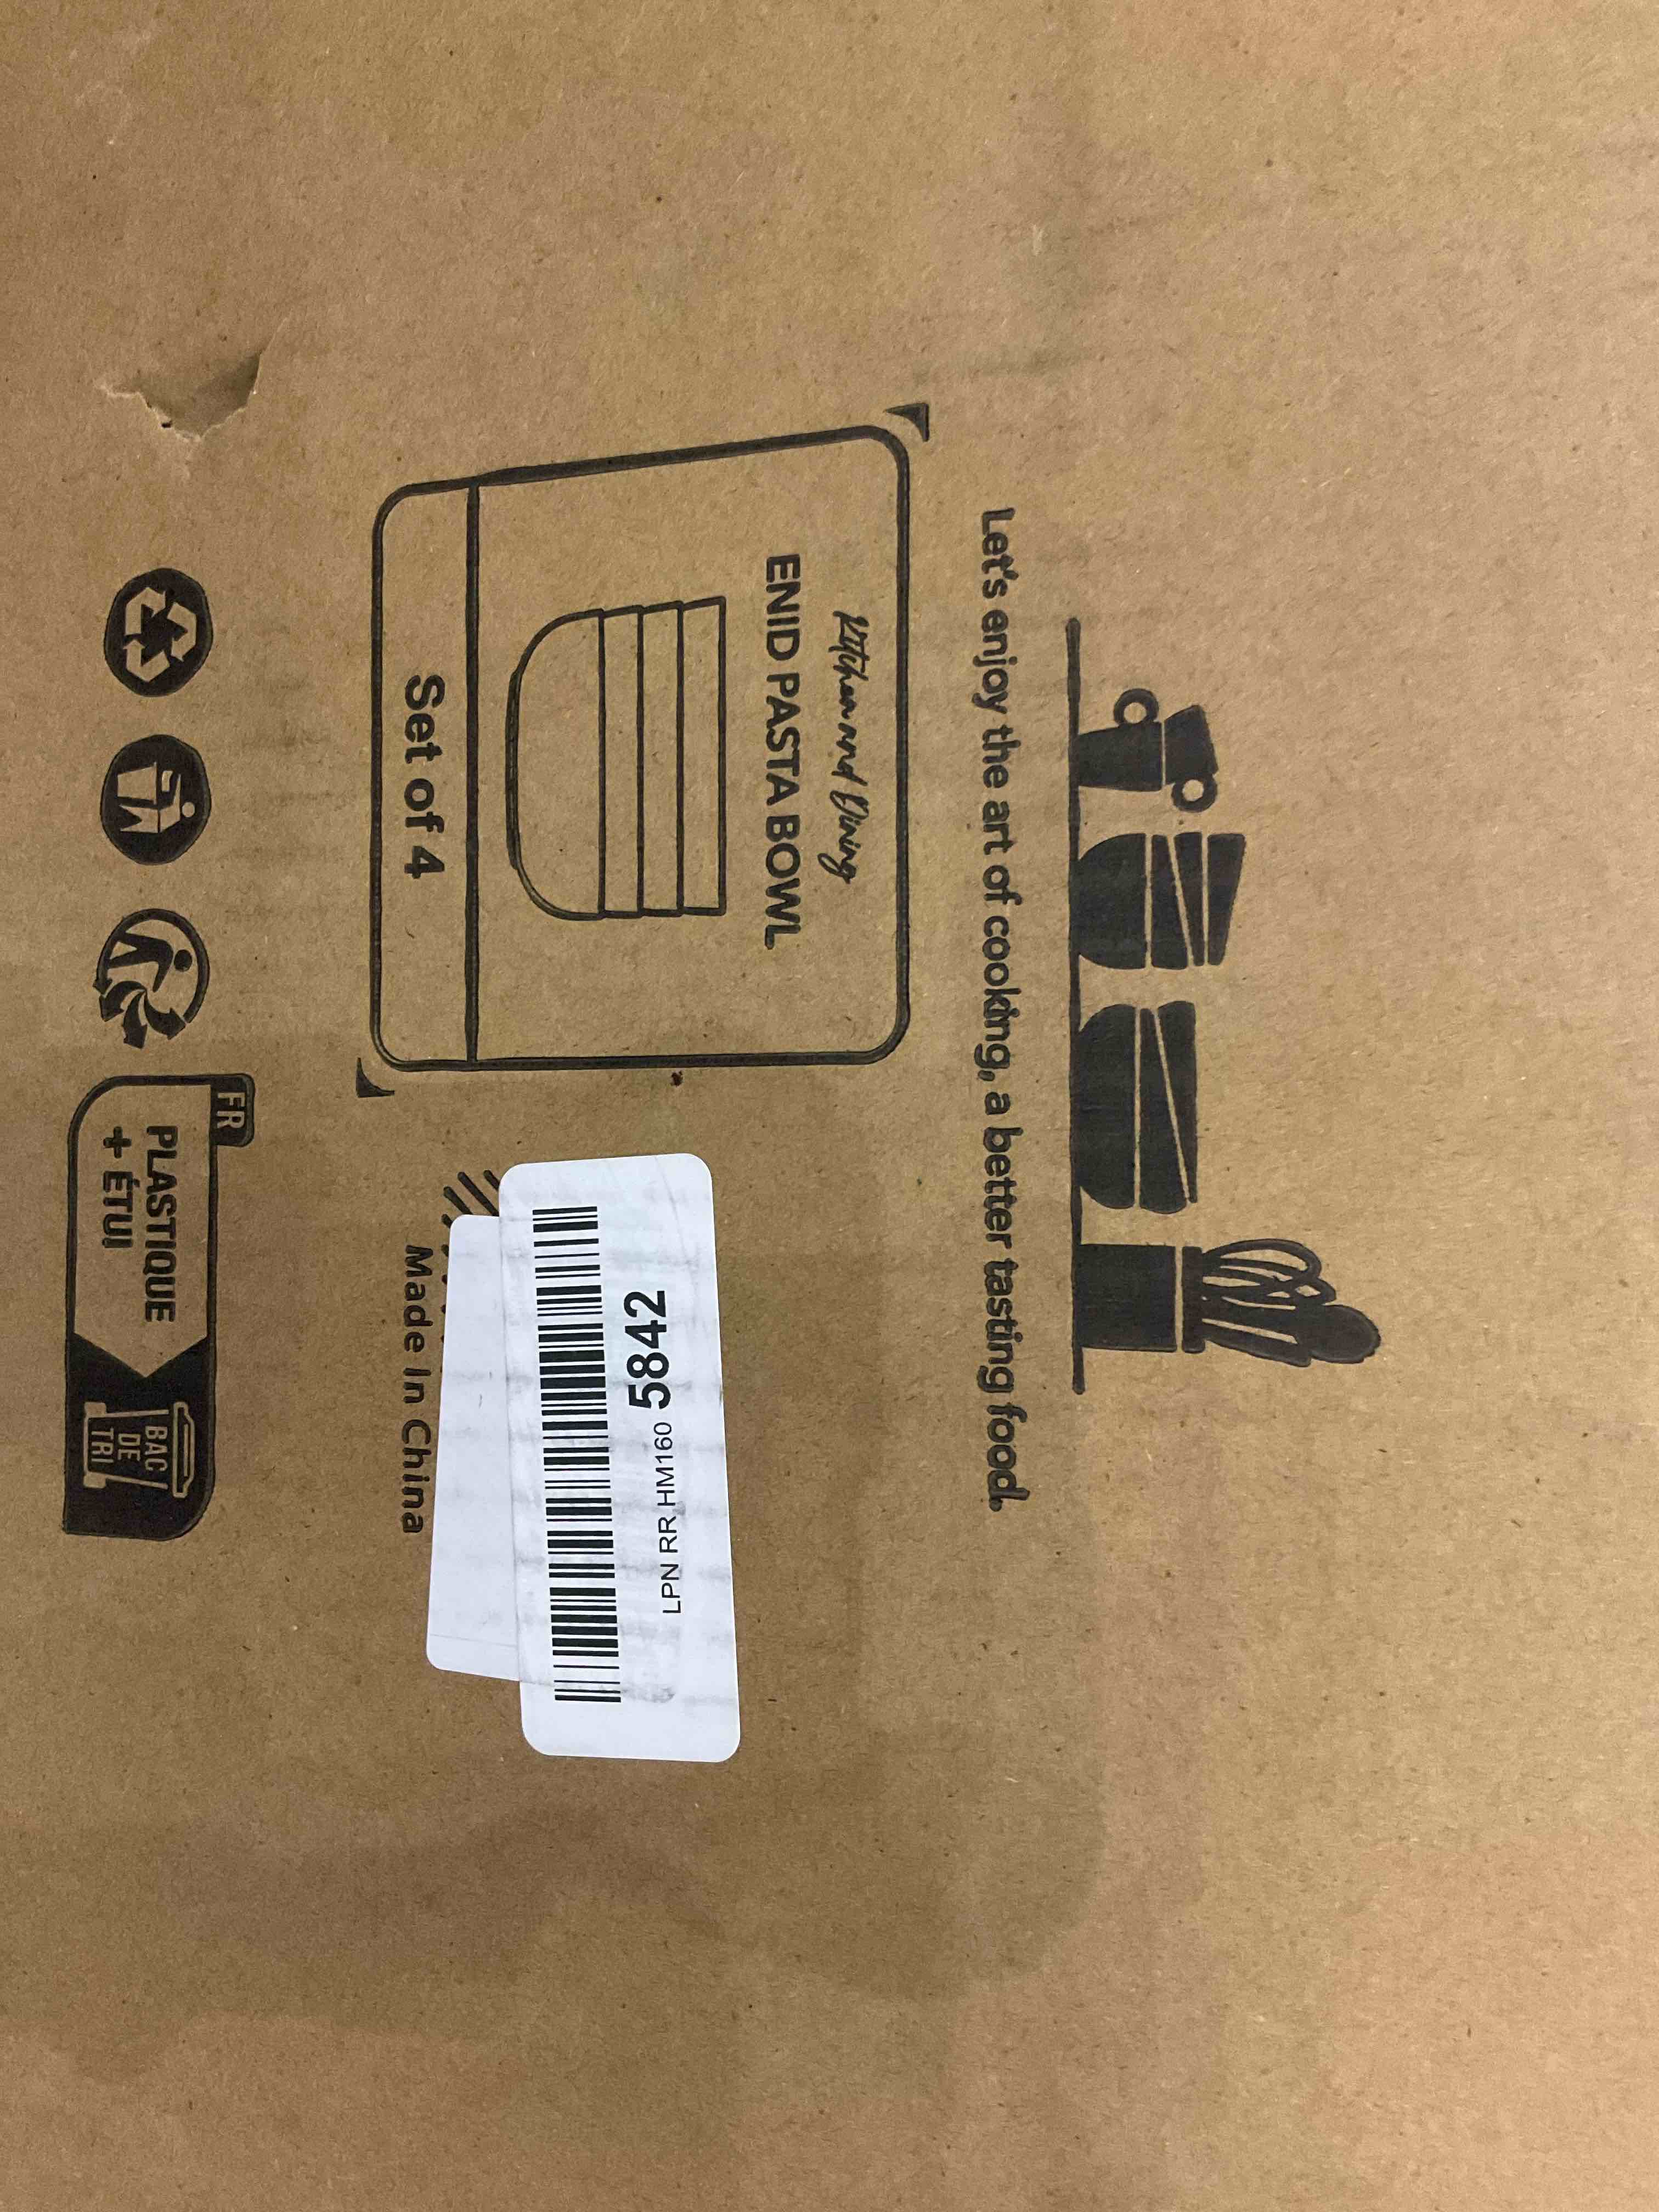 Let's enjoy the art of cooking, a better tasting food.
Kitchen and Dining
ENID PASTA BOWL
Set of 4
LPN RR HM160 5842
Made In China
FR
PLASTIQUE
+ ÉTUI
BAC
DE
TRI